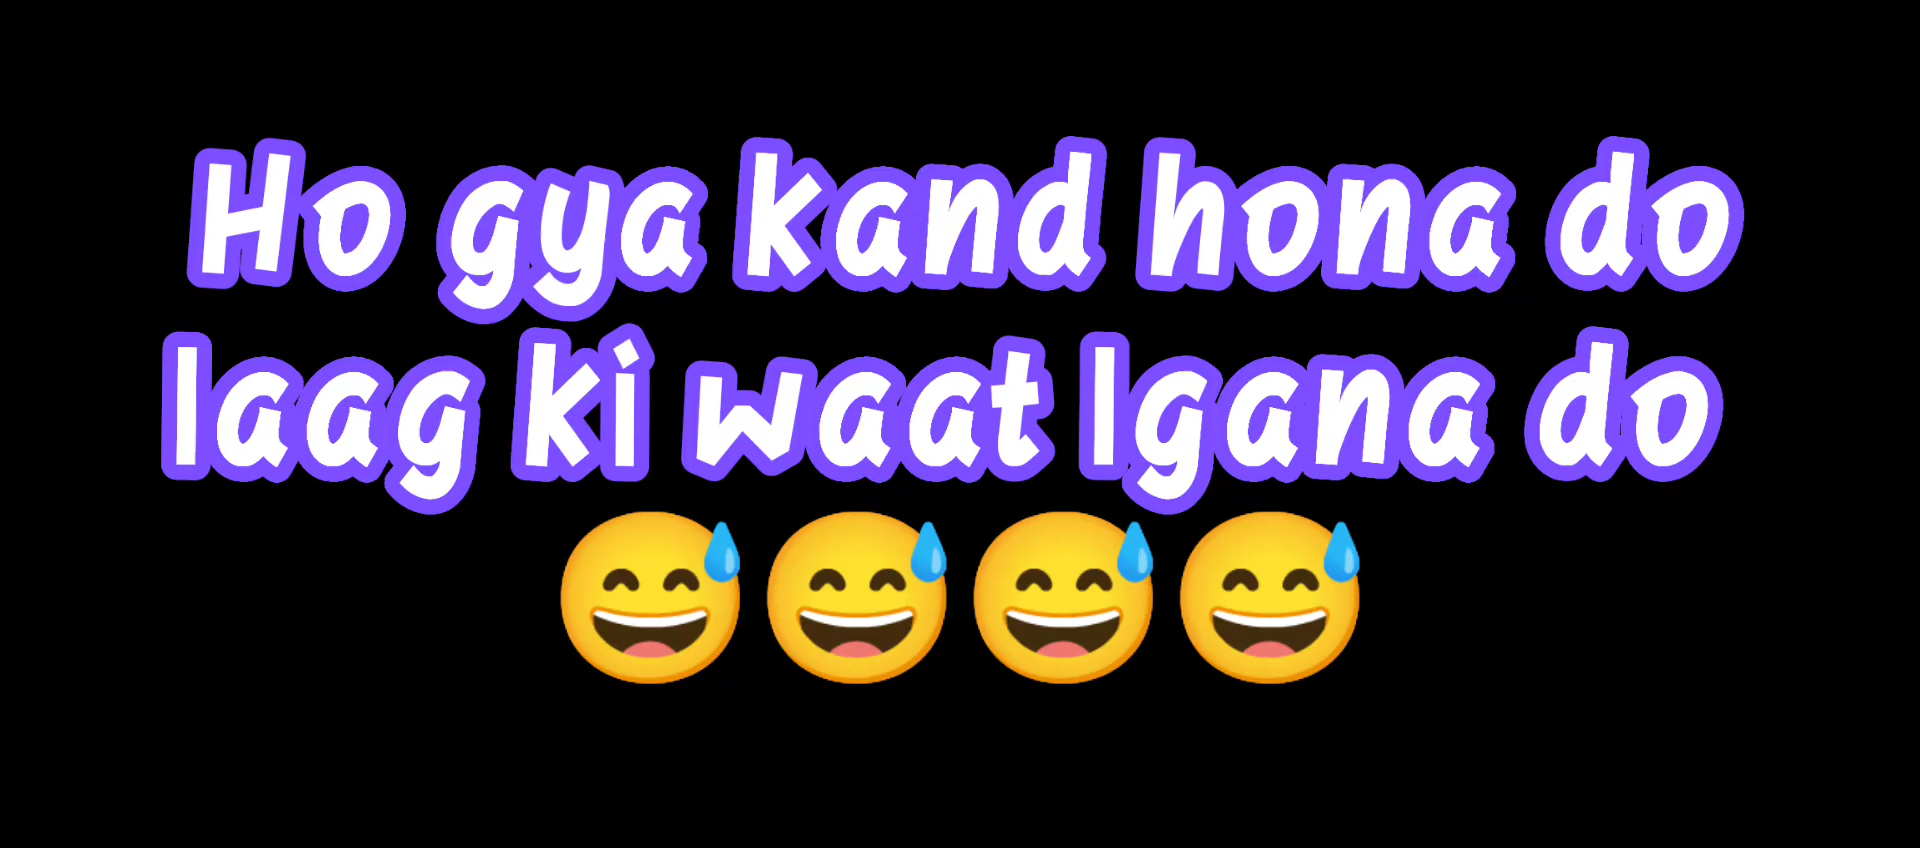 Ho gya kand hona do
laag ki waat lgana do
😅😅😅😅